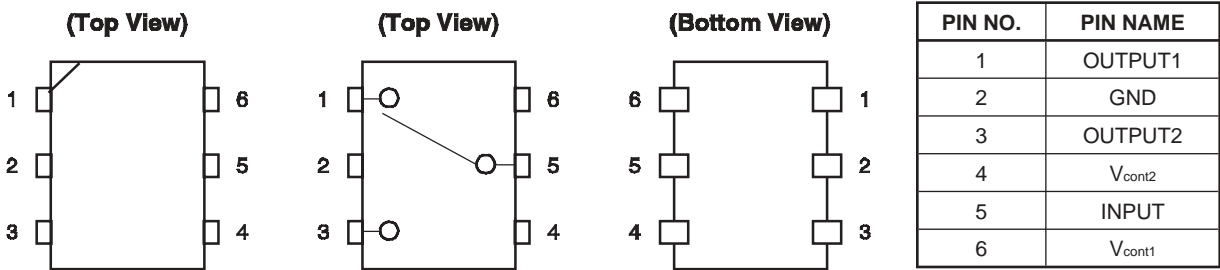 (Top View)
1 6
2 5
3 4
(Top View)
1 6
2 5
3 4
(Bottom View)
6 1
5 2
4 3
PIN NO. PIN NAME
1 OUTPUT1
2 GND
3 OUTPUT2
4 Vcont2
5 INPUT
6 Vcont1